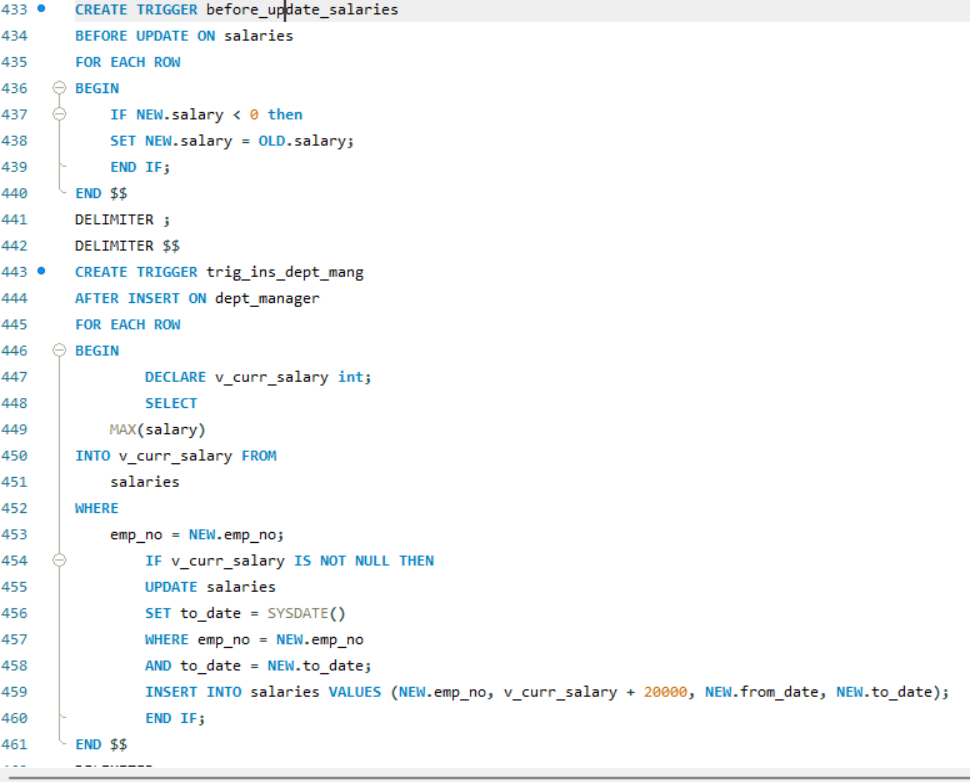 433 CREATE TRIGGER before_update_salaries
434 BEFORE UPDATE ON salaries
435 FOR EACH ROW
436 BEGIN
437 IF NEW.salary < 0 then
438 SET NEW.salary = OLD.salary;
439 END IF;
440 END $$
441 DELIMITER ;
442 DELIMITER $$
443 CREATE TRIGGER trig_ins_dept_mang
444 AFTER INSERT ON dept_manager
445 FOR EACH ROW
446 BEGIN
447 DECLARE v_curr_salary int;
448 SELECT
449 MAX(salary)
450 INTO v_curr_salary FROM
451 salaries
452 WHERE
453 emp_no = NEW.emp_no;
454 IF v_curr_salary IS NOT NULL THEN
455 UPDATE salaries
456 SET to_date = SYSDATE()
457 WHERE emp_no = NEW.emp_no
458 AND to_date = NEW.to_date;
459 INSERT INTO salaries VALUES (NEW.emp_no, v_curr_salary + 20000, NEW.from_date, NEW.to_date);
460 END IF;
461 END $$